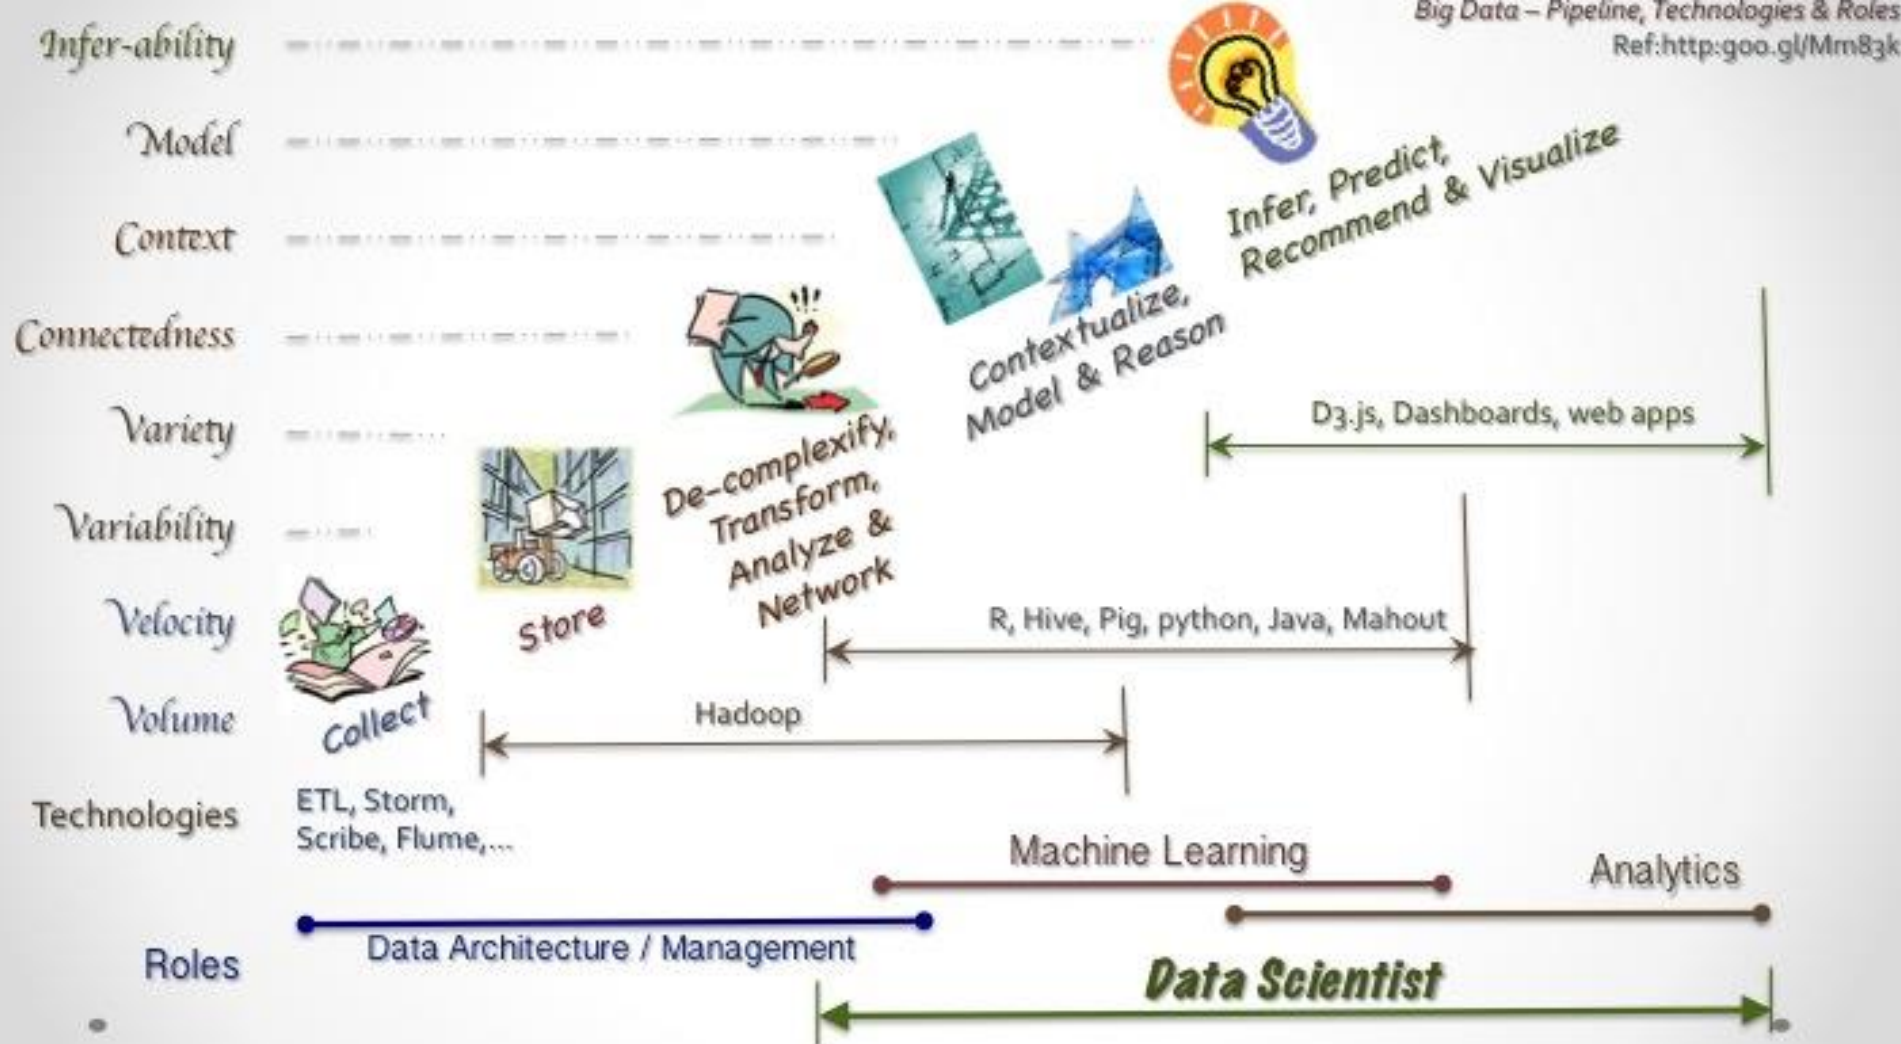 Big Data – Pipeline, Technologies & Roles
Ref:http:goo.gl/Mm83k
Infer-ability
Model
Context
Connectedness
Variety
Variability
Velocity
Volume
Technologies
Roles
Collect
Store
De-complexify,
Transform,
Analyze &
Network
Contextualize,
Model & Reason
Infer, Predict,
Recommend & Visualize
D3.js, Dashboards, web apps
R, Hive, Pig, python, Java, Mahout
Hadoop
ETL, Storm,
Scribe, Flume,...
Machine Learning
Analytics
Data Architecture / Management
Data Scientist